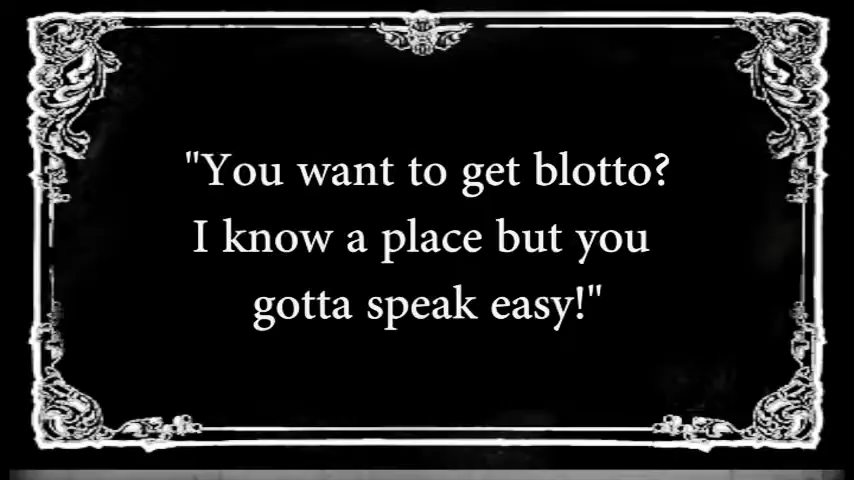 "You want to get blotto?
I know a place but you
gotta speak easy!"